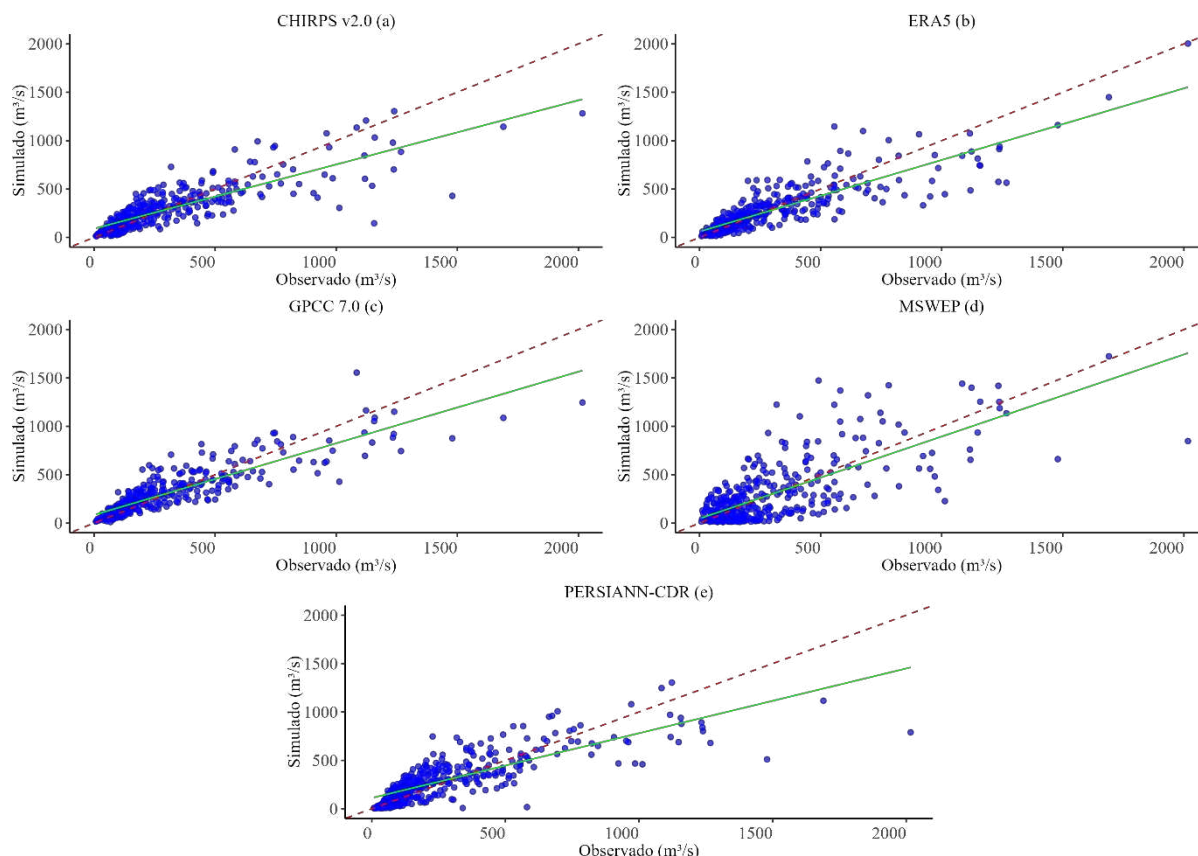 CHIRPS v2.0 (a)
2000
1500
1000
500
0
Simulado (m³/s)
0 500 1000 1500 2000
Observado (m³/s)
ERA5 (b)
2000
1500
1000
500
0
Simulado (m³/s)
0 500 1000 1500 2000
Observado (m³/s)
GPCC 7.0 (c)
2000
1500
1000
500
0
Simulado (m³/s)
0 500 1000 1500 2000
Observado (m³/s)
MSWEP (d)
2000
1500
1000
500
0
Simulado (m³/s)
0 500 1000 1500 2000
Observado (m³/s)
PERSIANN-CDR (e)
2000
1500
1000
500
0
Simulado (m³/s)
0 500 1000 1500 2000
Observado (m³/s)